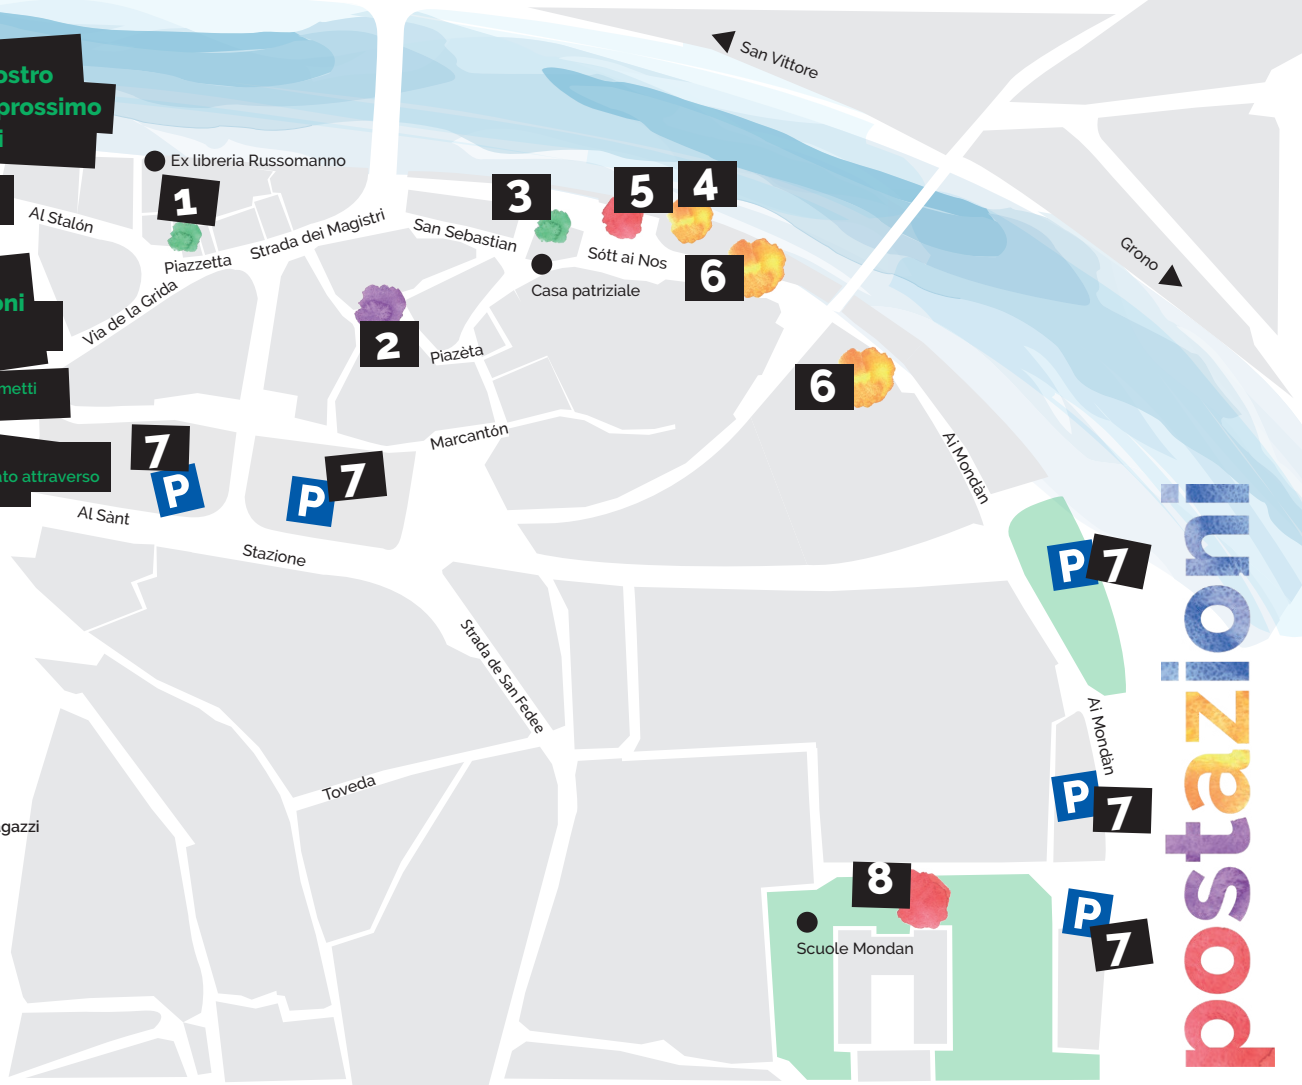 San Vittore
ostro
prossimo
i
Ex libreria Russomanno
1
3
5
4
Al Stalón
Strada dei Magistri
San Sebastian
Sótt ai Nos
Piazzetta
Grono
6
Casa patriziale
oni
Via de la Grida
2
Piazèta
6
metti
Marcantón
7
P
7
P
ato attraverso
Ai Mondàn
Al Sànt
Stazione
P
7
Strada de San Fedee
Ai Mondàn
Toveda
P
7
gazzi
8
P
7
Scuole Mondan
postazioni